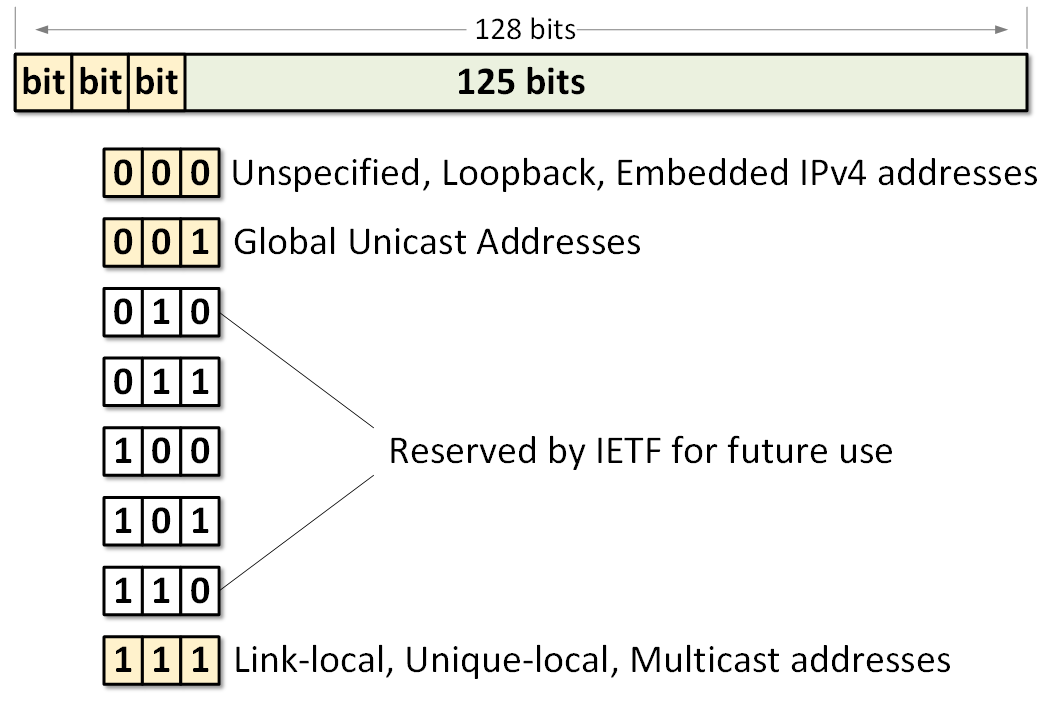 128 bits
bit bit bit 125 bits
0 0 0 Unspecified, Loopback, Embedded IPv4 addresses
0 0 1 Global Unicast Addresses
0 1 0
0 1 1
1 0 0 Reserved by IETF for future use
1 0 1
1 1 0
1 1 1 Link-local, Unique-local, Multicast addresses